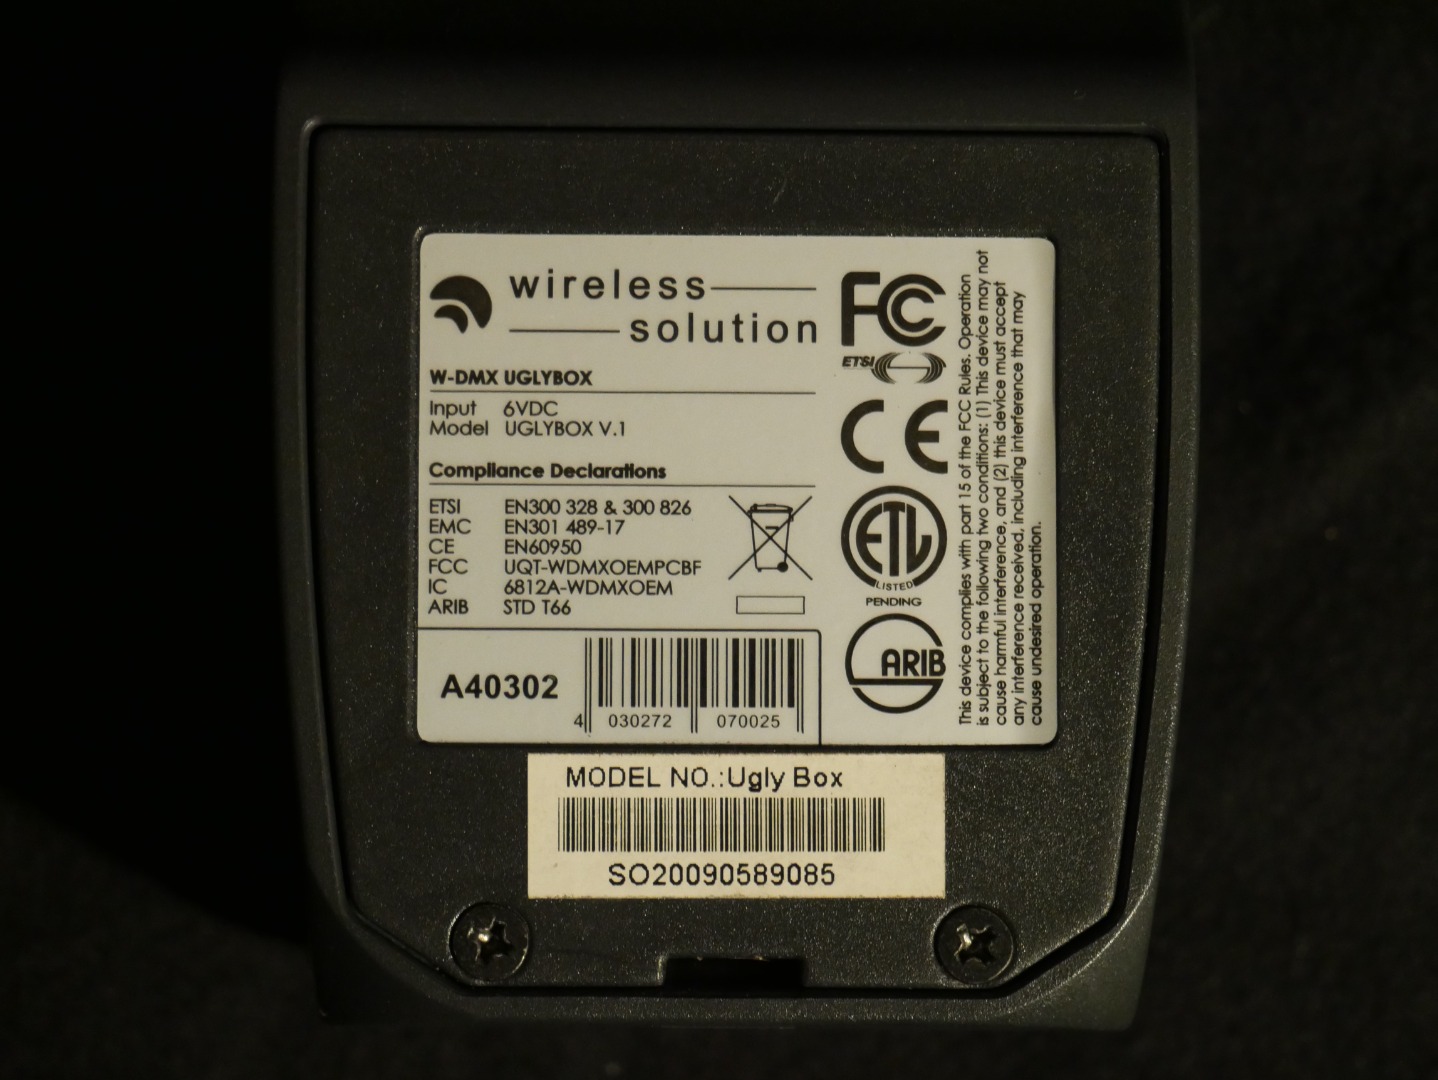 wireless
solution
W-DMX UGLYBOX
Input 6VDC
Model UGLYBOX V.1
Compliance Declarations
ETSI EN300 328 & 300 826
EMC EN301 489-17
CE EN60950
FCC UQT-WDMXOEMPCBF
IC 6812A-WDMXOEM
ARIB STD T66
A40302
4 030272 070025
FC
ETSI
CE
ETL
LISTED
PENDING
ARIB
This device complies with part 15 of the FCC Rules. Operation
is subject to the following two conditions: (1) This device may not
cause harmful interference, and (2) this device must accept
any interference received, including interference that may
cause undesired operation.
MODEL NO.:Ugly Box
SO20090589085